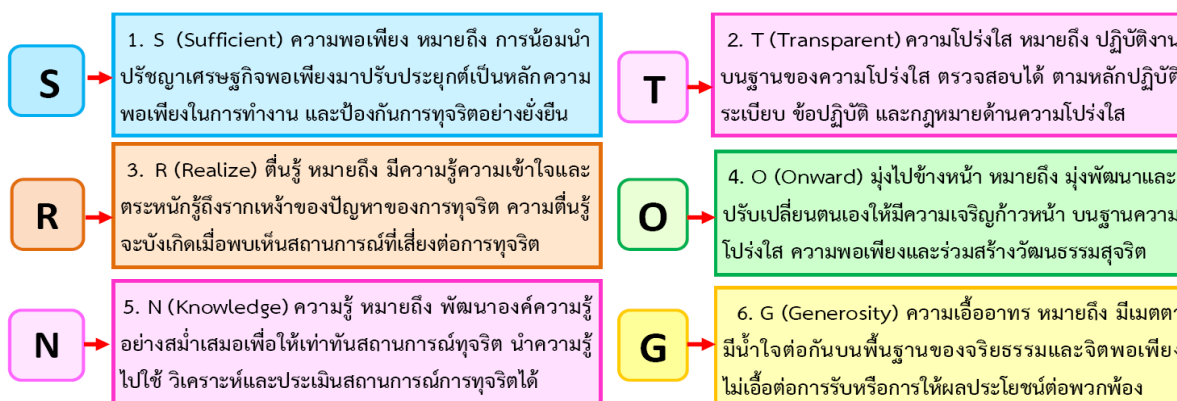 S
1. S (Sufficient) ความพอเพียง หมายถึง การน้อมนำ
ปรัชญาเศรษฐกิจพอเพียงมาปรับประยุกต์เป็นหลักความ
พอเพียงในการทำงาน และป้องกันการทุจริตอย่างยั่งยืน
T
2. T (Transparent) ความโปร่งใส หมายถึง ปฏิบัติงาน
บนฐานของความโปร่งใส ตรวจสอบได้ ตามหลักปฏิบัติ
ระเบียบ ข้อปฏิบัติ และกฎหมายด้านความโปร่งใส
R
3. R (Realize) ตื่นรู้ หมายถึง มีความรู้ความเข้าใจและ
ตระหนักรู้ถึงรากเหง้าของปัญหาของการทุจริต ความตื่นรู้
จะบังเกิดเมื่อพบเห็นสถานการณ์ที่เสี่ยงต่อการทุจริต
O
4. O (Onward) มุ่งไปข้างหน้า หมายถึง มุ่งพัฒนาและ
ปรับเปลี่ยนตนเองให้มีความเจริญก้าวหน้า บนฐานความ
โปร่งใส ความพอเพียงและร่วมสร้างวัฒนธรรมสุจริต
N
5. N (Knowledge) ความรู้ หมายถึง พัฒนาองค์ความรู้
อย่างสม่ำเสมอเพื่อให้เท่าทันสถานการณ์ทุจริต นำความรู้
ไปใช้ วิเคราะห์และประเมินสถานการณ์การทุจริตได้
G
6. G (Generosity) ความเอื้ออาทร หมายถึง มีเมตตา
มีน้ำใจต่อกันบนพื้นฐานของจริยธรรมและจิตพอเพียง
ไม่เอื้อต่อการรับหรือการให้ผลประโยชน์ต่อพวกพ้อง